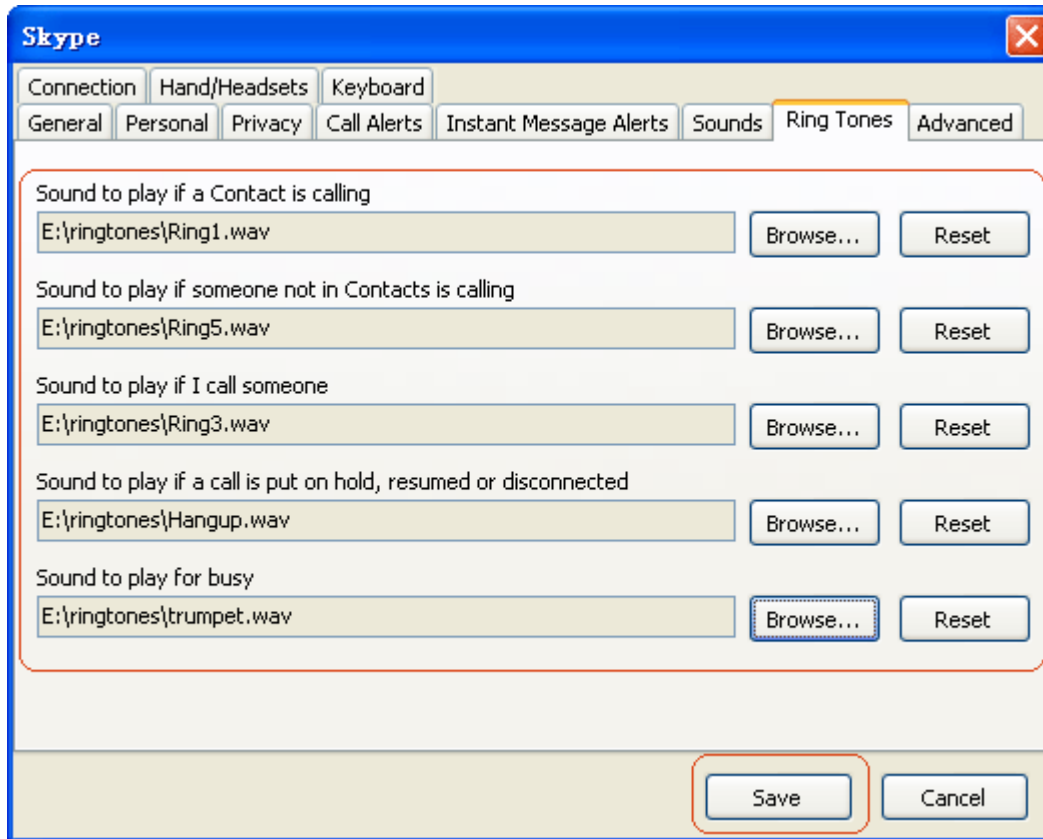 Skype
Connection Hand/Headsets Keyboard
General Personal Privacy Call Alerts Instant Message Alerts Sounds Ring Tones Advanced
Sound to play if a Contact is calling
E:\ringtones\Ring1.wav Browse... Reset
Sound to play if someone not in Contacts is calling
E:\ringtones\Ring5.wav Browse... Reset
Sound to play if I call someone
E:\ringtones\Ring3.wav Browse... Reset
Sound to play if a call is put on hold, resumed or disconnected
E:\ringtones\Hangup.wav Browse... Reset
Sound to play for busy
E:\ringtones\trumpet.wav Browse... Reset
Save Cancel